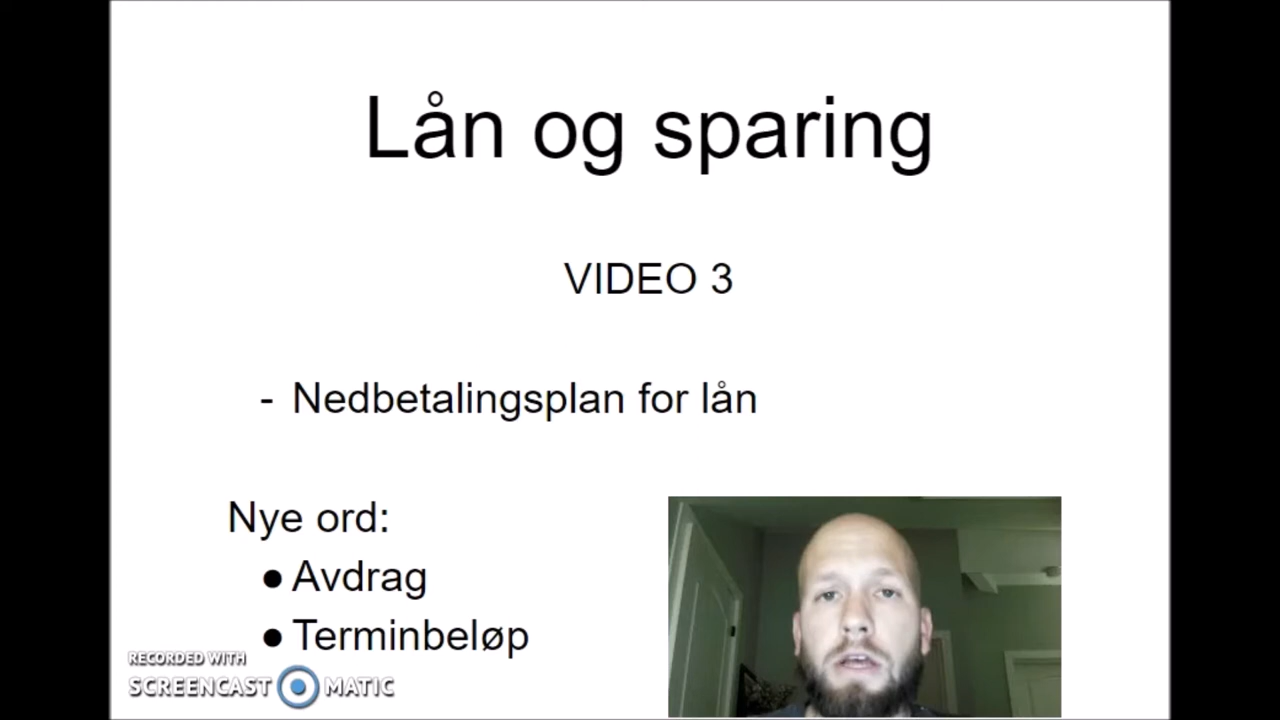 Lån og sparing
VIDEO 3
- Nedbetalingsplan for lån
Nye ord:
● Avdrag
● Terminbeløp
RECORDED WITH
SCREENCAST MATIC